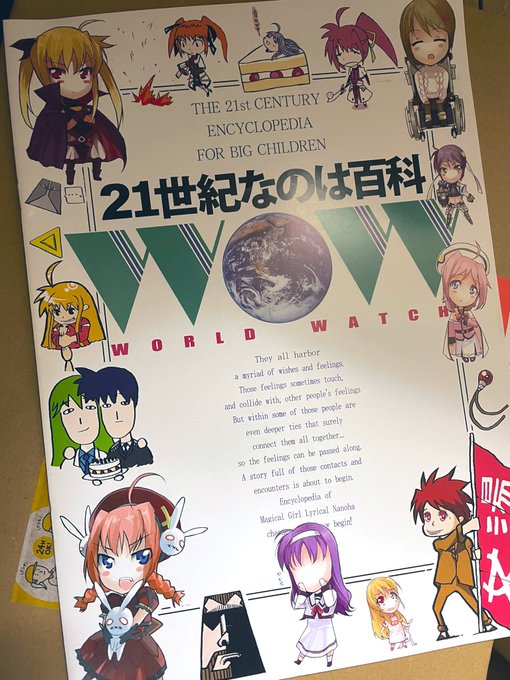 THE 21st CENTURY
ENCYCLOPEDIA
FOR BIG CHILDREN
21世紀なのは百科
WOW
WORLD WATCH
They all harbor
a myriad of wishes and feelings.
Those feelings sometimes touch,
and collide with, other people's feelings
But within some of those people are
even deeper ties that surely
connect them all together…
so the feelings can be passed along.
A story full of those contacts and
encounters is about to begin.
Encyclopedia of
Magical Girl Lyrical Nanoha
begin!
24h
OK!